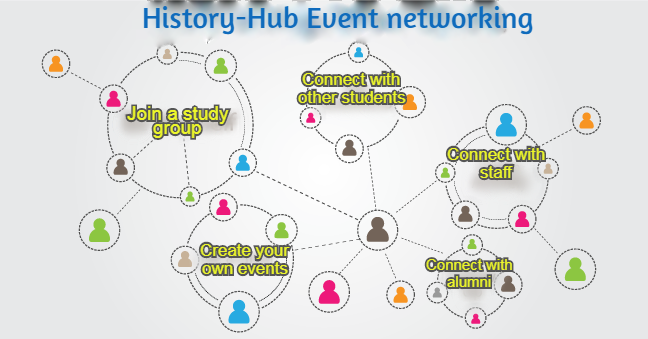 History-Hub Event networking
Join a study
group
Connect with
other students
Connect with
staff
Create your
own events
Connect with
alumni